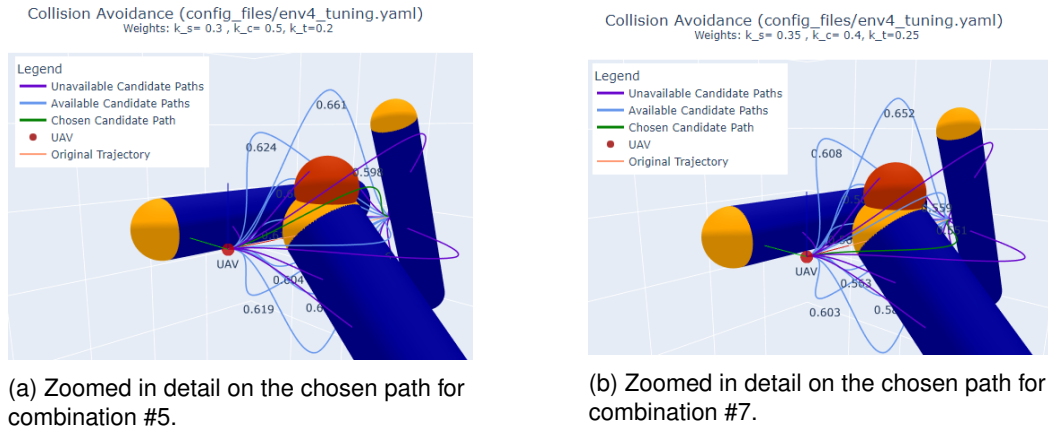 Collision Avoidance (config_files/env4_tuning.yaml)
Weights: k_s= 0.3 , k_c= 0.5, k_t=0.2
Legend
Unavailable Candidate Paths
Available Candidate Paths
Chosen Candidate Path
UAV
Original Trajectory
0.661
0.624
0.598
UAV
0.604
0.619
(a) Zoomed in detail on the chosen path for
combination #5.
Collision Avoidance (config_files/env4_tuning.yaml)
Weights: k_s= 0.35 , k_c= 0.4, k_t=0.25
Legend
Unavailable Candidate Paths
Available Candidate Paths
Chosen Candidate Path
UAV
Original Trajectory
0.652
0.608
0.559
0.551
UAV
0.563
0.603
(b) Zoomed in detail on the chosen path for
combination #7.